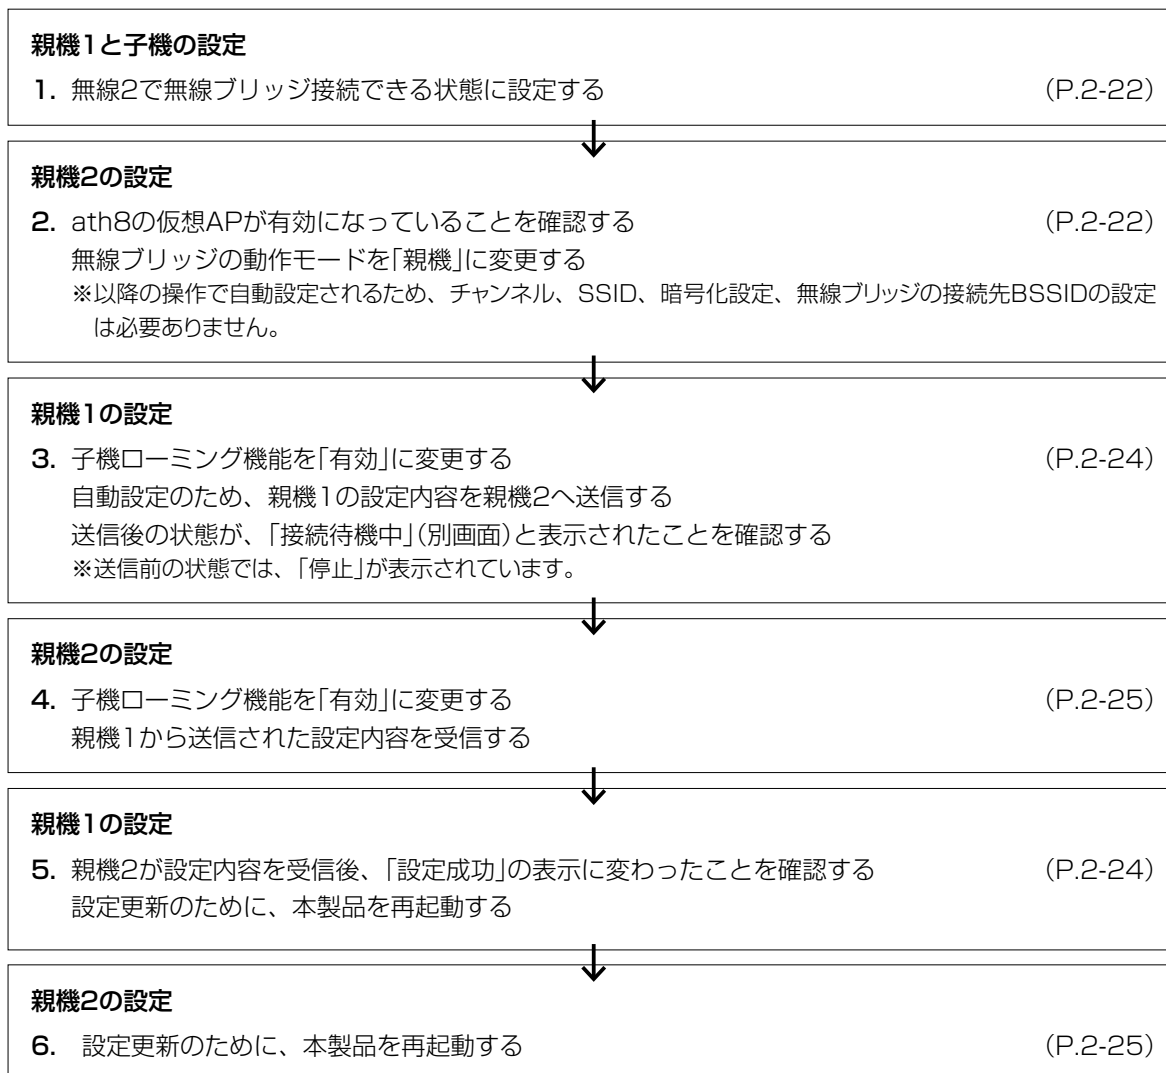 親機1と子機の設定
1. 無線2で無線ブリッジ接続できる状態に設定する (P.2-22)
親機2の設定
2. ath8の仮想APが有効になっていることを確認する (P.2-22)
無線ブリッジの動作モードを「親機」に変更する
※以降の操作で自動設定されるため、チャンネル、SSID、暗号化設定、無線ブリッジの接続先BSSIDの設定
は必要ありません。
親機1の設定
3. 子機ローミング機能を「有効」に変更する (P.2-24)
自動設定のため、親機1の設定内容を親機2へ送信する
送信後の状態が、「接続待機中」(別画面)と表示されたことを確認する
※送信前の状態では、「停止」が表示されています。
親機2の設定
4. 子機ローミング機能を「有効」に変更する (P.2-25)
親機1から送信された設定内容を受信する
親機1の設定
5. 親機2が設定内容を受信後、「設定成功」の表示に変わったことを確認する (P.2-24)
設定更新のために、本製品を再起動する
親機2の設定
6. 設定更新のために、本製品を再起動する (P.2-25)